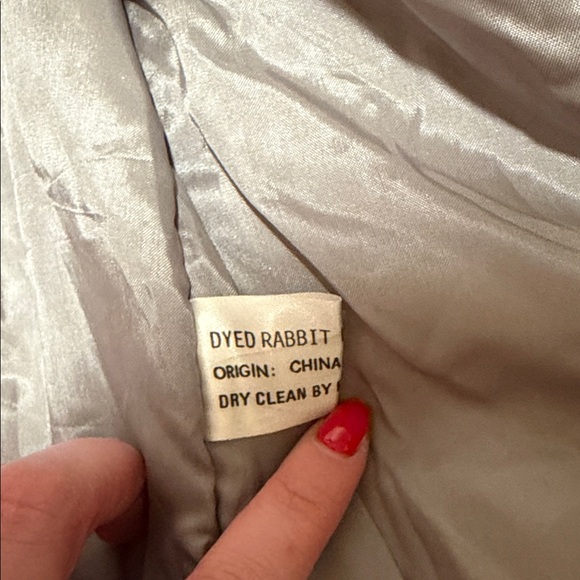 DYED RABBIT
ORIGIN: CHINA
DRY CLEAN BY